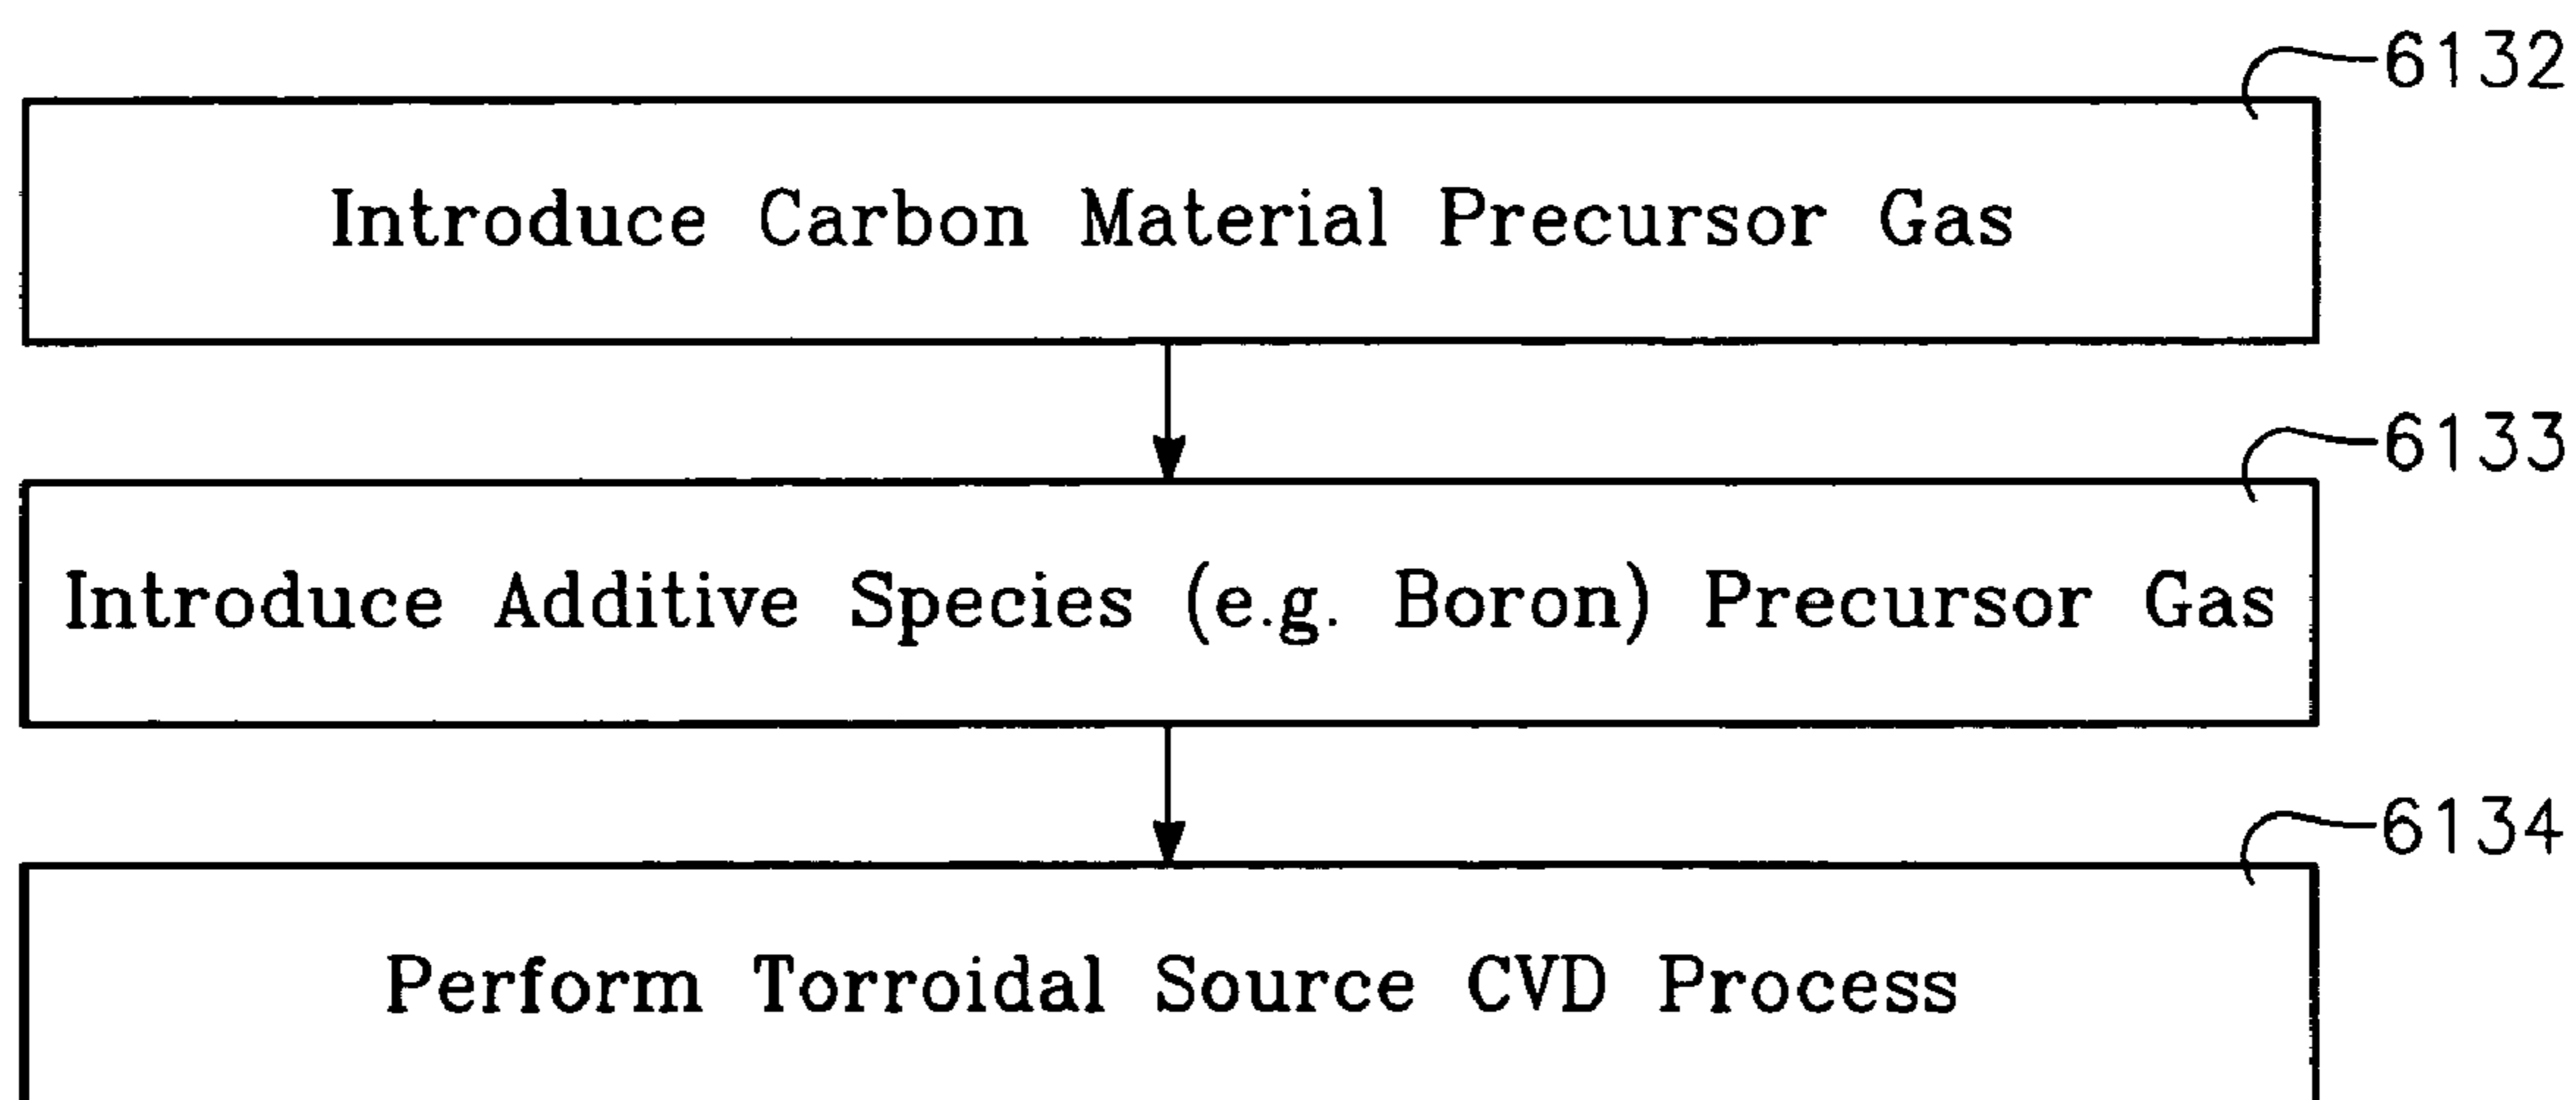 6132
Introduce Carbon Material Precursor Gas
6133
Introduce Additive Species (e.g. Boron) Precursor Gas
6134
Perform Torroidal Source CVD Process